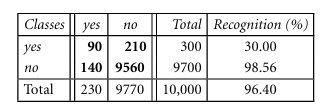 Classes yes no Total Recognition (%)
yes 90 210 300 30.00
no 140 9560 9700 98.56
Total 230 9770 10,000 96.40